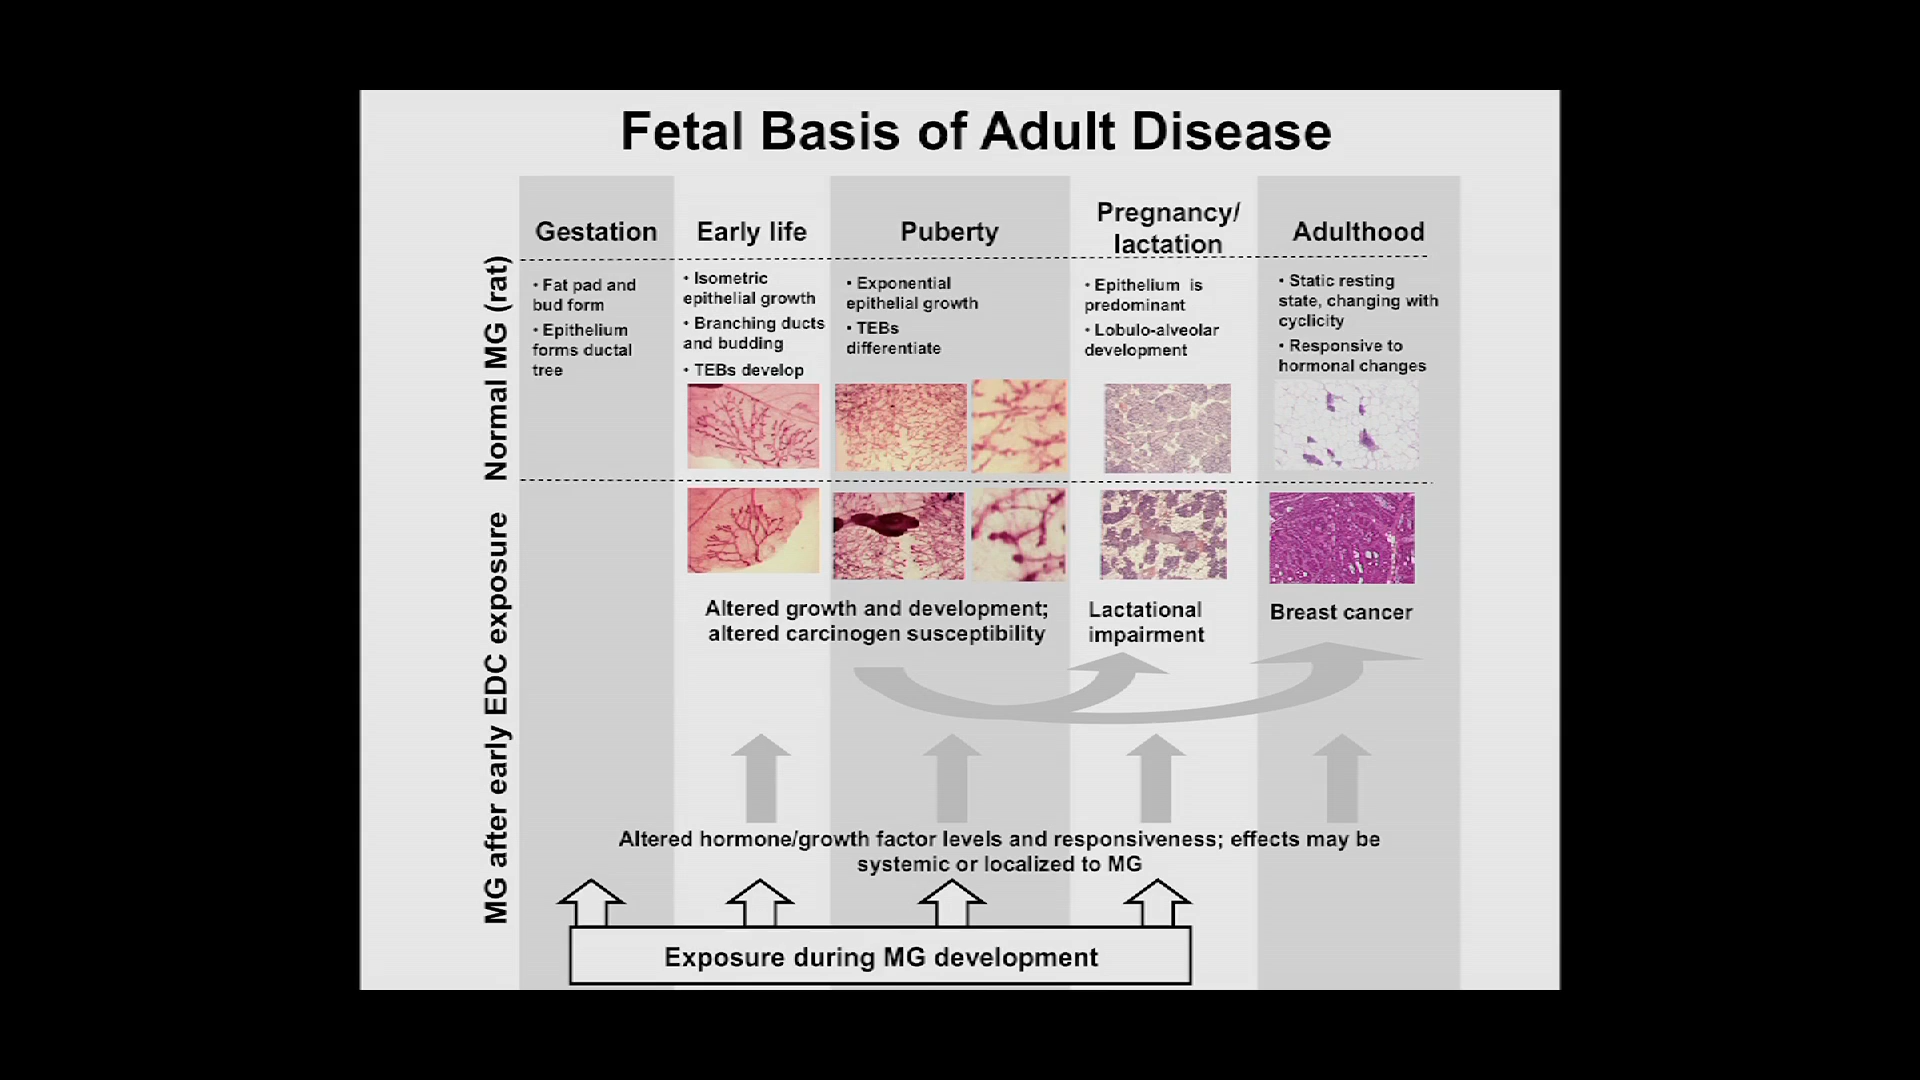 Fetal Basis of Adult Disease
Gestation
Early life
Puberty
Pregnancy/
lactation
Adulthood
Normal MG (rat)
• Fat pad and
bud form
• Epithelium
forms ductal
tree
• Isometric
epithelial growth
• Branching ducts
and budding
• TEBs develop
• Exponential
epithelial growth
• TEBs
differentiate
• Epithelium is
predominant
• Lobulo-alveolar
development
• Static resting
state, changing with
cyclicity
• Responsive to
hormonal changes
MG after early EDC exposure
Altered growth and development;
altered carcinogen susceptibility
Lactational
impairment
Breast cancer
Altered hormone/growth factor levels and responsiveness; effects may be
systemic or localized to MG
Exposure during MG development